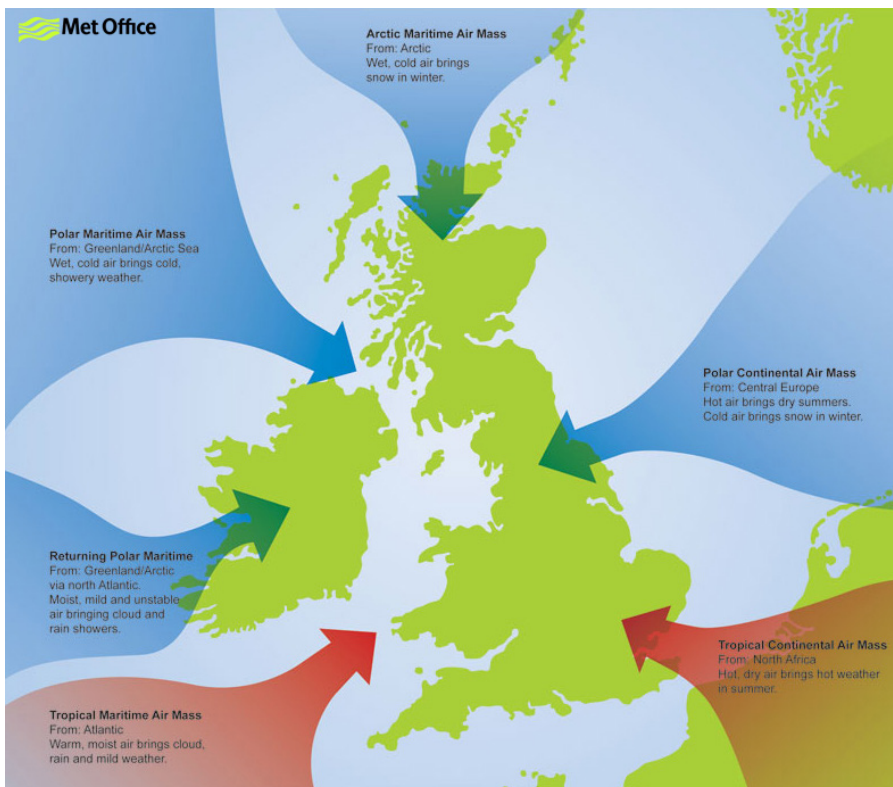 Met Office
Arctic Maritime Air Mass
From: Arctic
Wet, cold air brings
snow in winter.
Polar Maritime Air Mass
From: Greenland/Arctic Sea
Wet, cold air brings cold,
showery weather.
Polar Continental Air Mass
From: Central Europe
Hot air brings dry summers.
Cold air brings snow in winter.
Returning Polar Maritime
From: Greenland/Arctic
via north Atlantic.
Moist, mild and unstable
air bringing cloud and
rain showers.
Tropical Continental Air Mass
From: North Africa
Hot, dry air brings hot weather
in summer.
Tropical Maritime Air Mass
From: Atlantic
Warm, moist air brings cloud,
rain and mild weather.